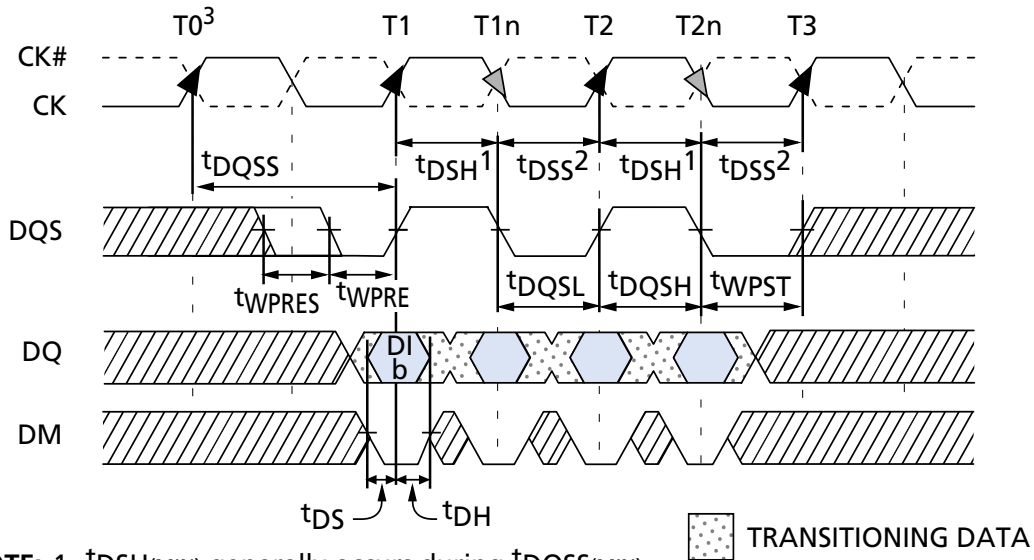 T0³ T1 T1n T2 T2n T3
CK#
CK
tDQSS tDSH¹ tDSS² tDSH¹ tDSS²
DQS
tWPRES tWPRE tDQSL tDQSH tWPST
DQ
DI
b
DM
tDS tDH
TRANSITIONING DATA